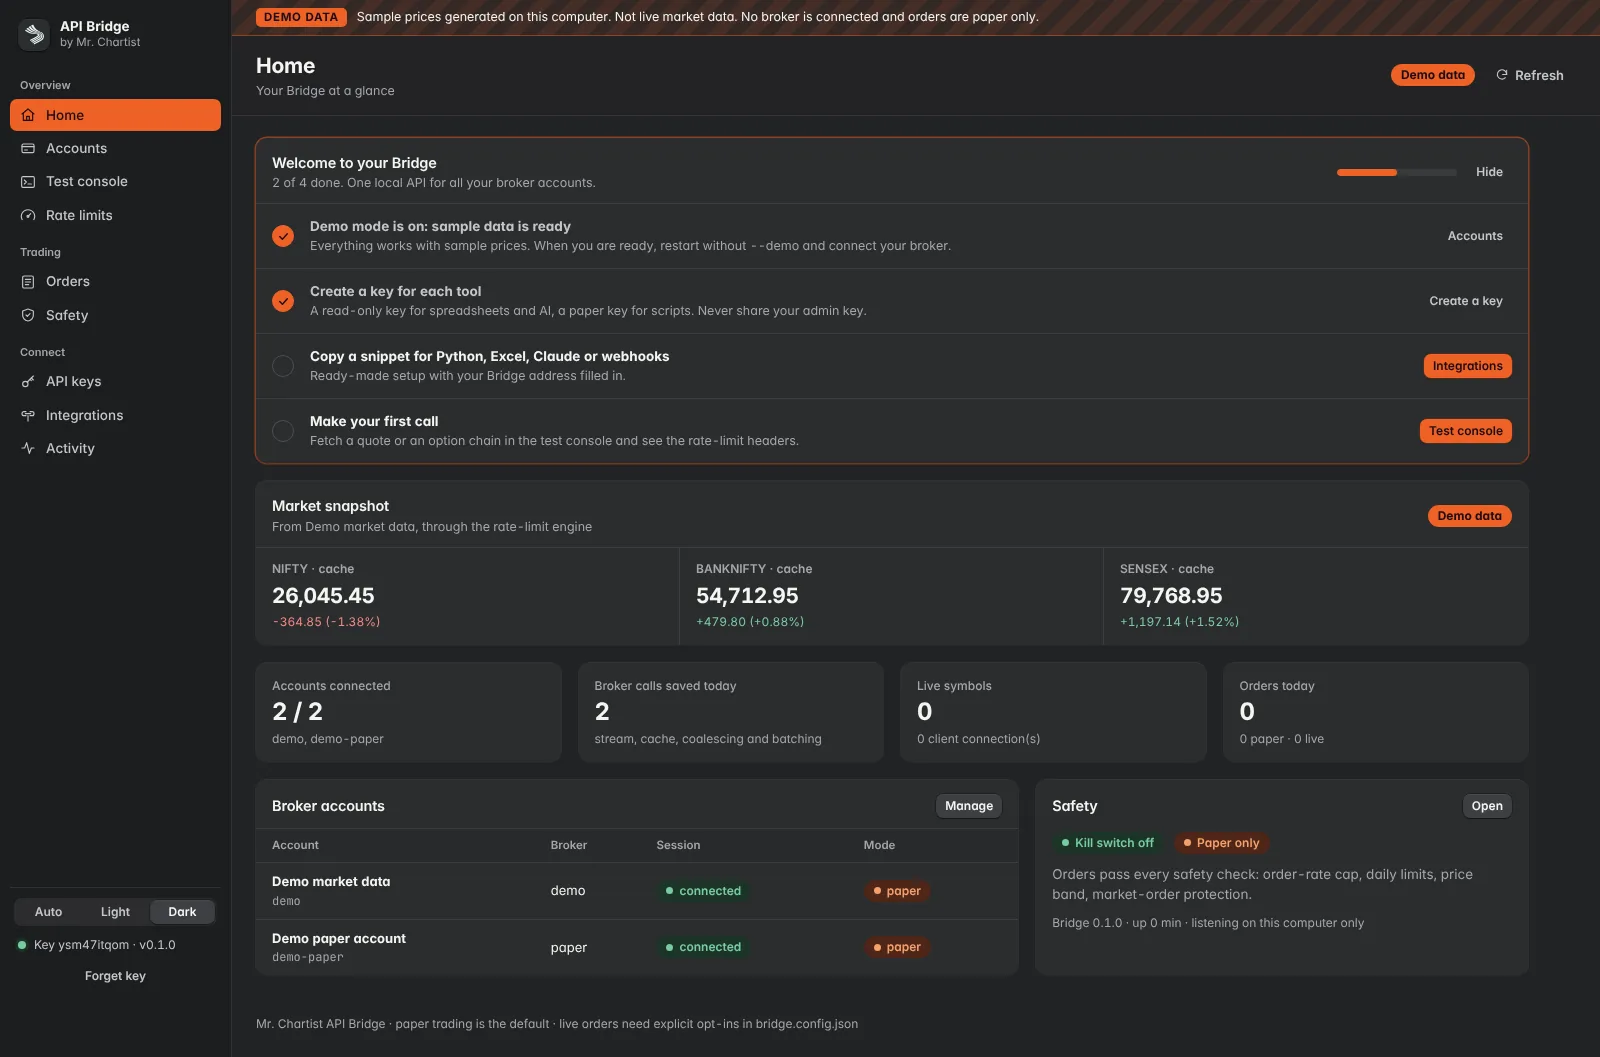 API Bridge
by Mr. Chartist
Overview
Home
Accounts
Test console
Rate limits
Trading
Orders
Safety
Connect
API keys
Integrations
Activity
Auto Light Dark
Key ysm47itqom · v0.1.0
Forget key
DEMO DATA Sample prices generated on this computer. Not live market data. No broker is connected and orders are paper only.
Home
Your Bridge at a glance
Demo data Refresh
Welcome to your Bridge
2 of 4 done. One local API for all your broker accounts.
Hide
Demo mode is on: sample data is ready
Everything works with sample prices. When you are ready, restart without --demo and connect your broker.
Accounts
Create a key for each tool
A read-only key for spreadsheets and AI, a paper key for scripts. Never share your admin key.
Create a key
Copy a snippet for Python, Excel, Claude or webhooks
Ready-made setup with your Bridge address filled in.
Integrations
Make your first call
Fetch a quote or an option chain in the test console and see the rate-limit headers.
Test console
Market snapshot
From Demo market data, through the rate-limit engine
Demo data
NIFTY · cache
26,045.45
-364.85 (-1.38%)
BANKNIFTY · cache
54,712.95
+479.80 (+0.88%)
SENSEX · cache
79,768.95
+1,197.14 (+1.52%)
Accounts connected
2 / 2
demo, demo-paper
Broker calls saved today
2
stream, cache, coalescing and batching
Live symbols
0
0 client connection(s)
Orders today
0
0 paper · 0 live
Broker accounts
Manage
Account Broker Session Mode
Demo market data
demo
demo connected paper
Demo paper account
demo-paper
paper connected paper
Safety
Open
Kill switch off Paper only
Orders pass every safety check: order-rate cap, daily limits, price
band, market-order protection.
Bridge 0.1.0 · up 0 min · listening on this computer only
Mr. Chartist API Bridge · paper trading is the default · live orders need explicit opt-ins in bridge.config.json